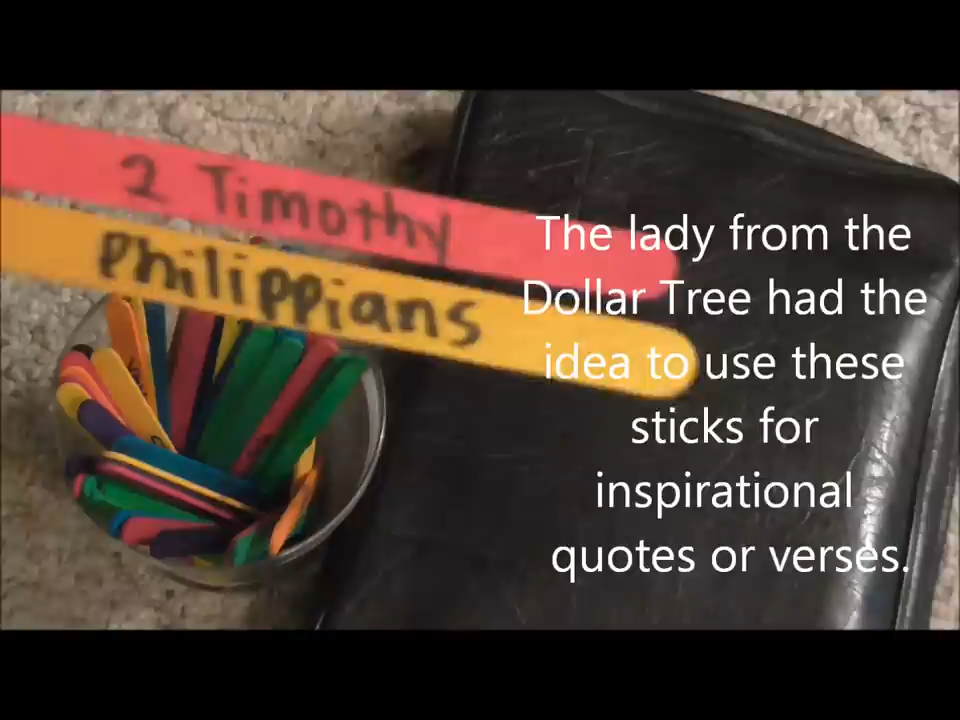 2 Timothy
Philippians
The lady from the
Dollar Tree had the
idea to use these
sticks for
inspirational
quotes or verses.